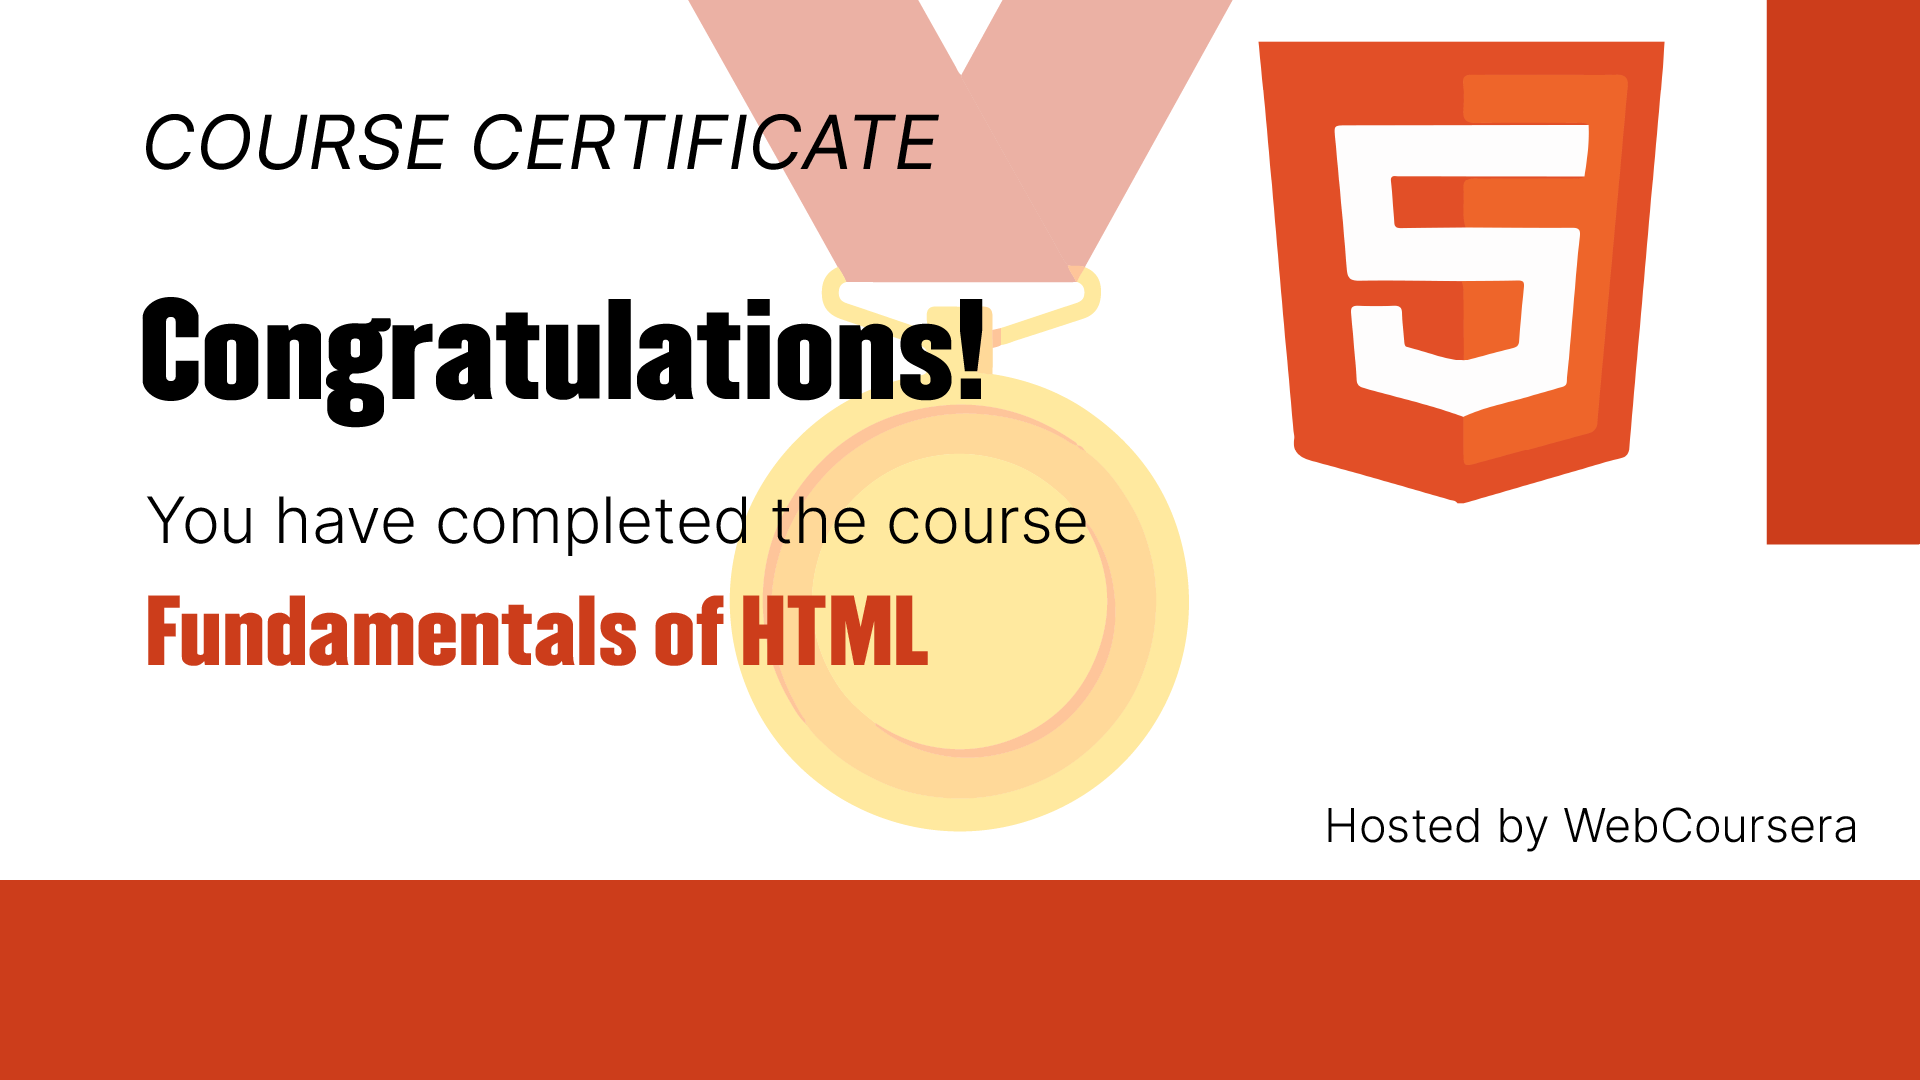 COURSE CERTIFICATE
Congratulations!
You have completed the course
Fundamentals of HTML
Hosted by WebCoursera